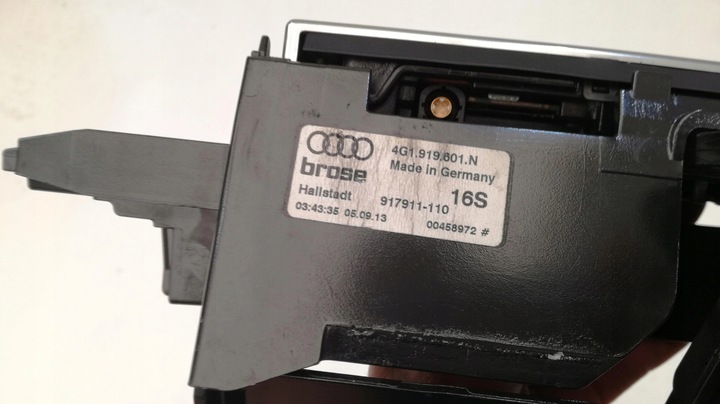 4G1.919.601.N
brose Made in Germany
Hallstadt 917911-110 16S
03:43:35 05.09.13 00458972 #